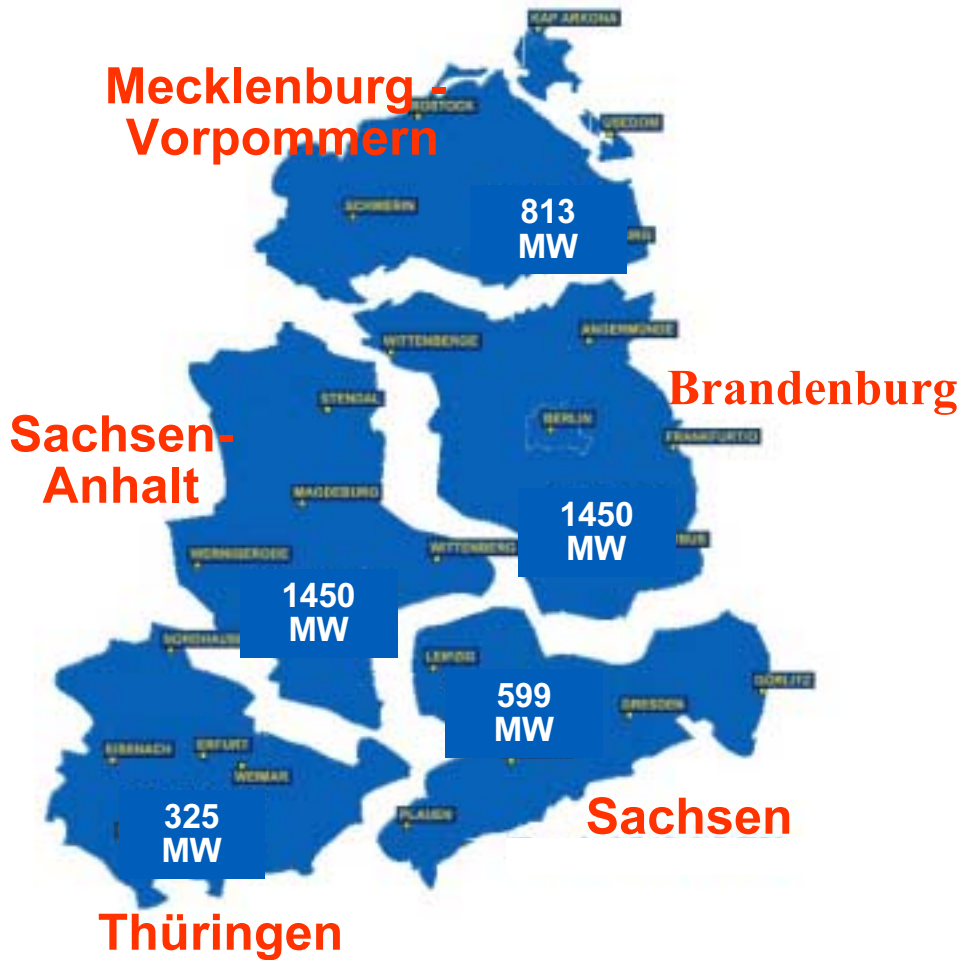 KAP ARKONA
Mecklenburg -
Vorpommern
ROSTOCK
USEDOM
SCHWERIN
813
MW
WITTENBERGE
ANGERMÜNDE
Brandenburg
STENDAL
BERLIN
FRANKFURT/O
Sachsen-
Anhalt
MAGDEBURG
1450
MW
WITTENBERG
WERNIGERODE
1450
MW
LEIPZIG
GÖRLITZ
599
MW
DRESDEN
EISENACH
ERFURT
WEIMAR
325
MW
PLAUEN
Sachsen
Thüringen